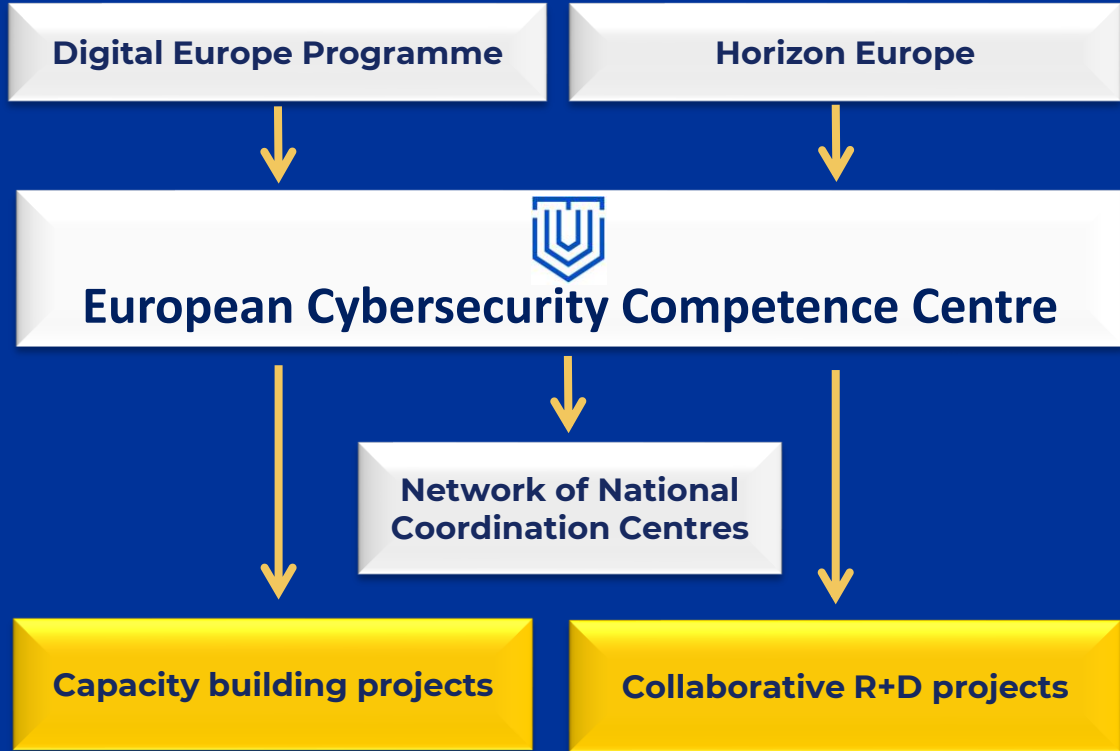 Digital Europe Programme
Horizon Europe
European Cybersecurity Competence Centre
Network of National
Coordination Centres
Capacity building projects
Collaborative R+D projects